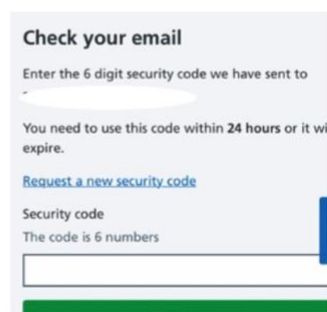 Check your email
Enter the 6 digit security code we have sent to
You need to use this code within 24 hours or it wi
expire.
Request a new security code
Security code
The code is 6 numbers